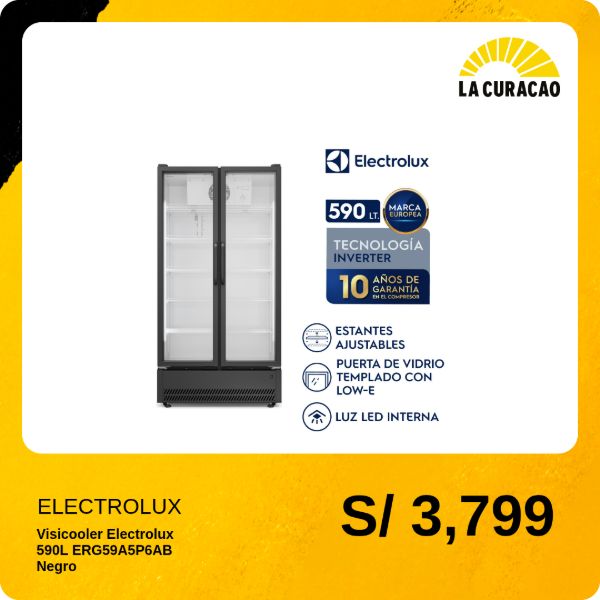 LA CURACAO
Electrolux
590 LT.
MARCA
EUROPEA
TECNOLOGÍA
INVERTER
10 AÑOS DE
GARANTÍA
EN EL COMPRESOR
ESTANTES
AJUSTABLES
PUERTA DE VIDRIO
TEMPLADO CON
LOW-E
LUZ LED INTERNA
ELECTROLUX
S/ 3,799
Visicooler Electrolux
590L ERG59A5P6AB
Negro